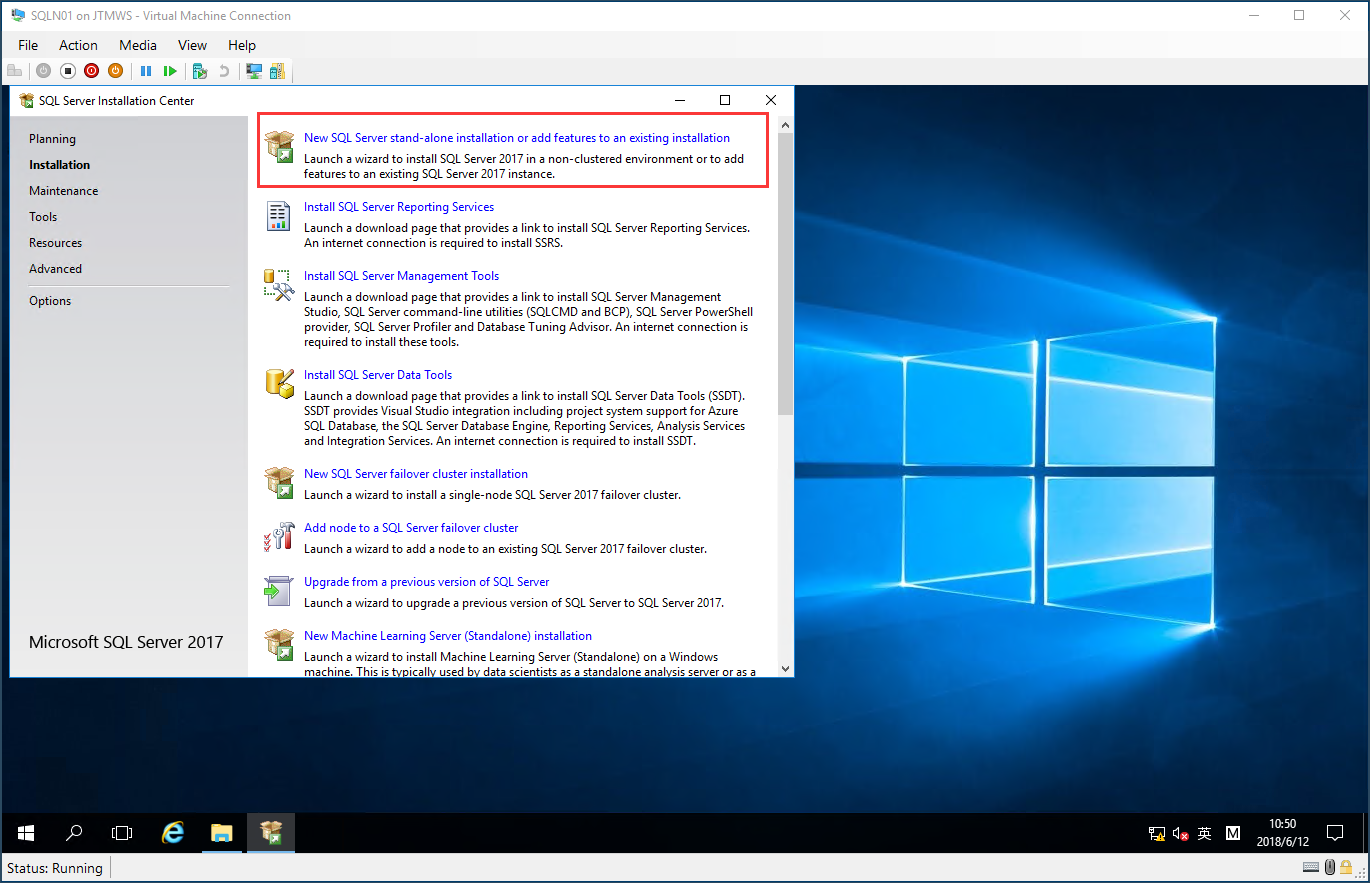 SQLN01 on JTMWS - Virtual Machine Connection
File Action Media View Help
SQL Server Installation Center
Planning
Installation
Maintenance
Tools
Resources
Advanced
Options
Microsoft SQL Server 2017
New SQL Server stand-alone installation or add features to an existing installation
Launch a wizard to install SQL Server 2017 in a non-clustered environment or to add
features to an existing SQL Server 2017 instance.
Install SQL Server Reporting Services
Launch a download page that provides a link to install SQL Server Reporting Services.
An internet connection is required to install SSRS.
Install SQL Server Management Tools
Launch a download page that provides a link to install SQL Server Management
Studio, SQL Server command-line utilities (SQLCMD and BCP), SQL Server PowerShell
provider, SQL Server Profiler and Database Tuning Advisor. An internet connection is
required to install these tools.
Install SQL Server Data Tools
Launch a download page that provides a link to install SQL Server Data Tools (SSDT).
SSDT provides Visual Studio integration including project system support for Azure
SQL Database, the SQL Server Database Engine, Reporting Services, Analysis Services
and Integration Services. An internet connection is required to install SSDT.
New SQL Server failover cluster installation
Launch a wizard to install a single-node SQL Server 2017 failover cluster.
Add node to a SQL Server failover cluster
Launch a wizard to add a node to an existing SQL Server 2017 failover cluster.
Upgrade from a previous version of SQL Server
Launch a wizard to upgrade a previous version of SQL Server to SQL Server 2017.
New Machine Learning Server (Standalone) installation
Launch a wizard to install Machine Learning Server (Standalone) on a Windows
machine. This is typically used by data scientists as a standalone analysis server or as a
英 M
10:50
2018/6/12
Status: Running